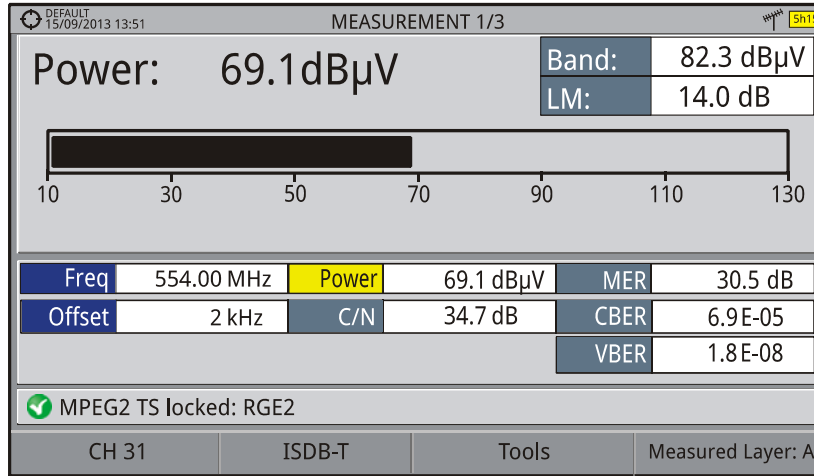 DEFAULT
15/09/2013 13:51
MEASUREMENT 1/3
5h15
Power: 69.1dBµV
Band: 82.3 dBµV
LM: 14.0 dB
10 30 50 70 90 110 130
Freq 554.00 MHz Power 69.1 dBµV MER 30.5 dB
Offset 2 kHz C/N 34.7 dB CBER 6.9E-05
VBER 1.8E-08
MPEG2 TS locked: RGE2
CH 31 ISDB-T Tools Measured Layer: A